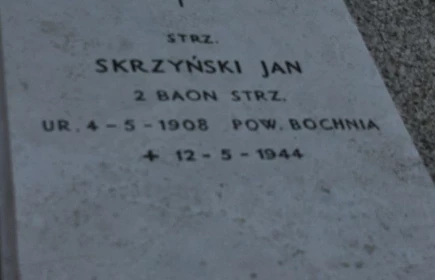 STRZ.
SKRZYŃSKI JAN
2 BAON STRZ.
UR. 4-5-1908 POW. BOCHNIA
+ 12-5-1944